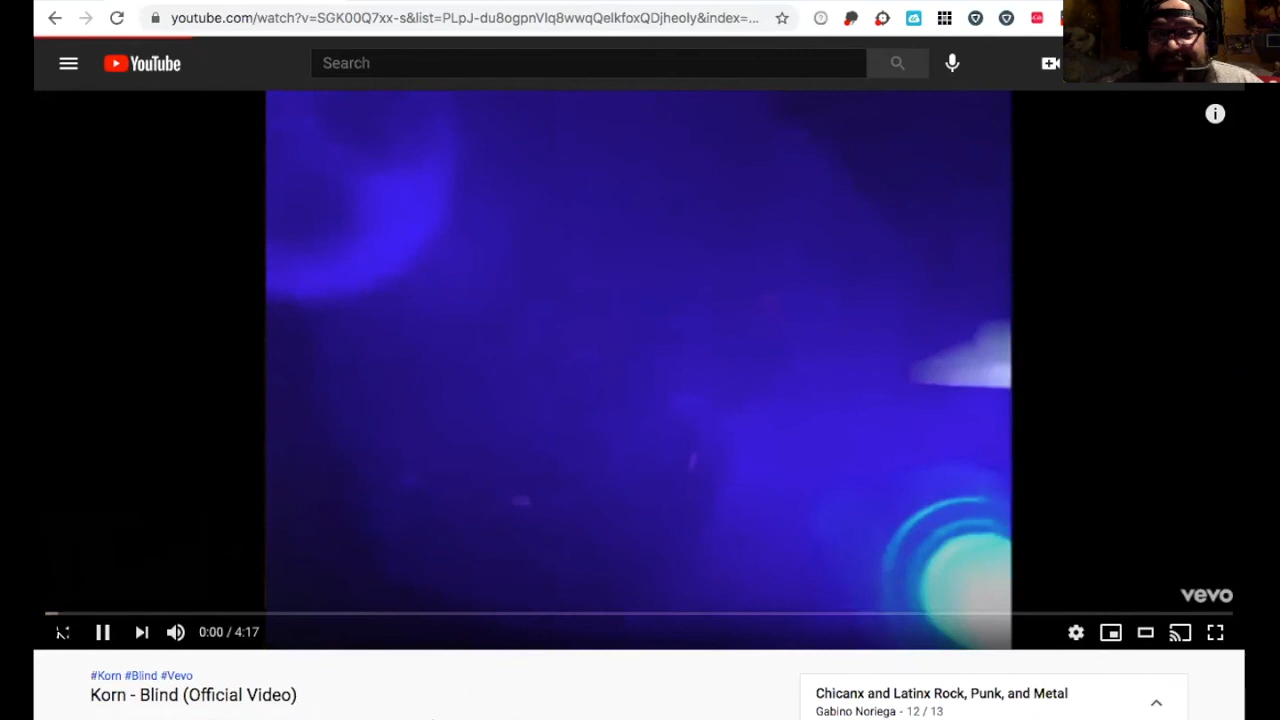 youtube.com/watch?v=SGK00Q7xx-s&list=PLpJ-du8ogpnVlq8wwqQelkfoxQDjheoly&index=...
YouTube
Search
vevo
0:00 / 4:17
#Korn #Blind #Vevo
Korn - Blind (Official Video)
Chicanx and Latinx Rock, Punk, and Metal
Gabino Noriega - 12 / 13